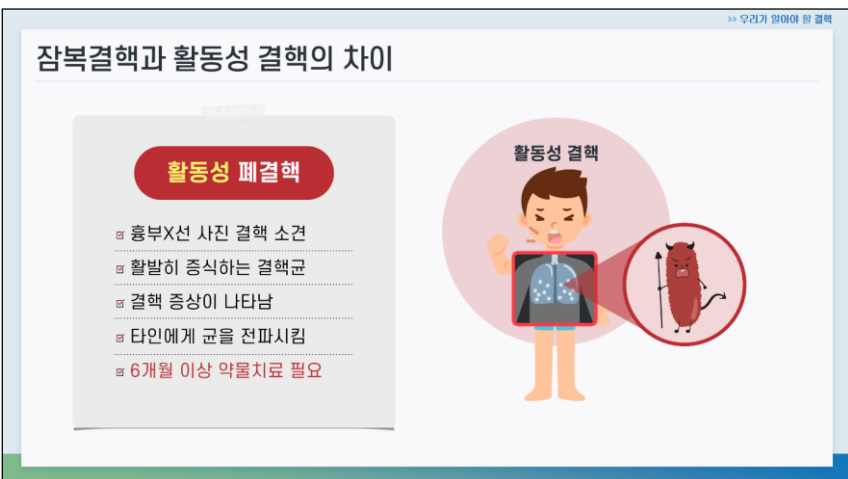 >> 우리가 알아야 할 결핵
잠복결핵과 활동성 결핵의 차이
활동성 폐결핵
흉부X선 사진 결핵 소견
활발히 증식하는 결핵균
결핵 증상이 나타남
타인에게 균을 전파시킴
6개월 이상 약물치료 필요
활동성 결핵